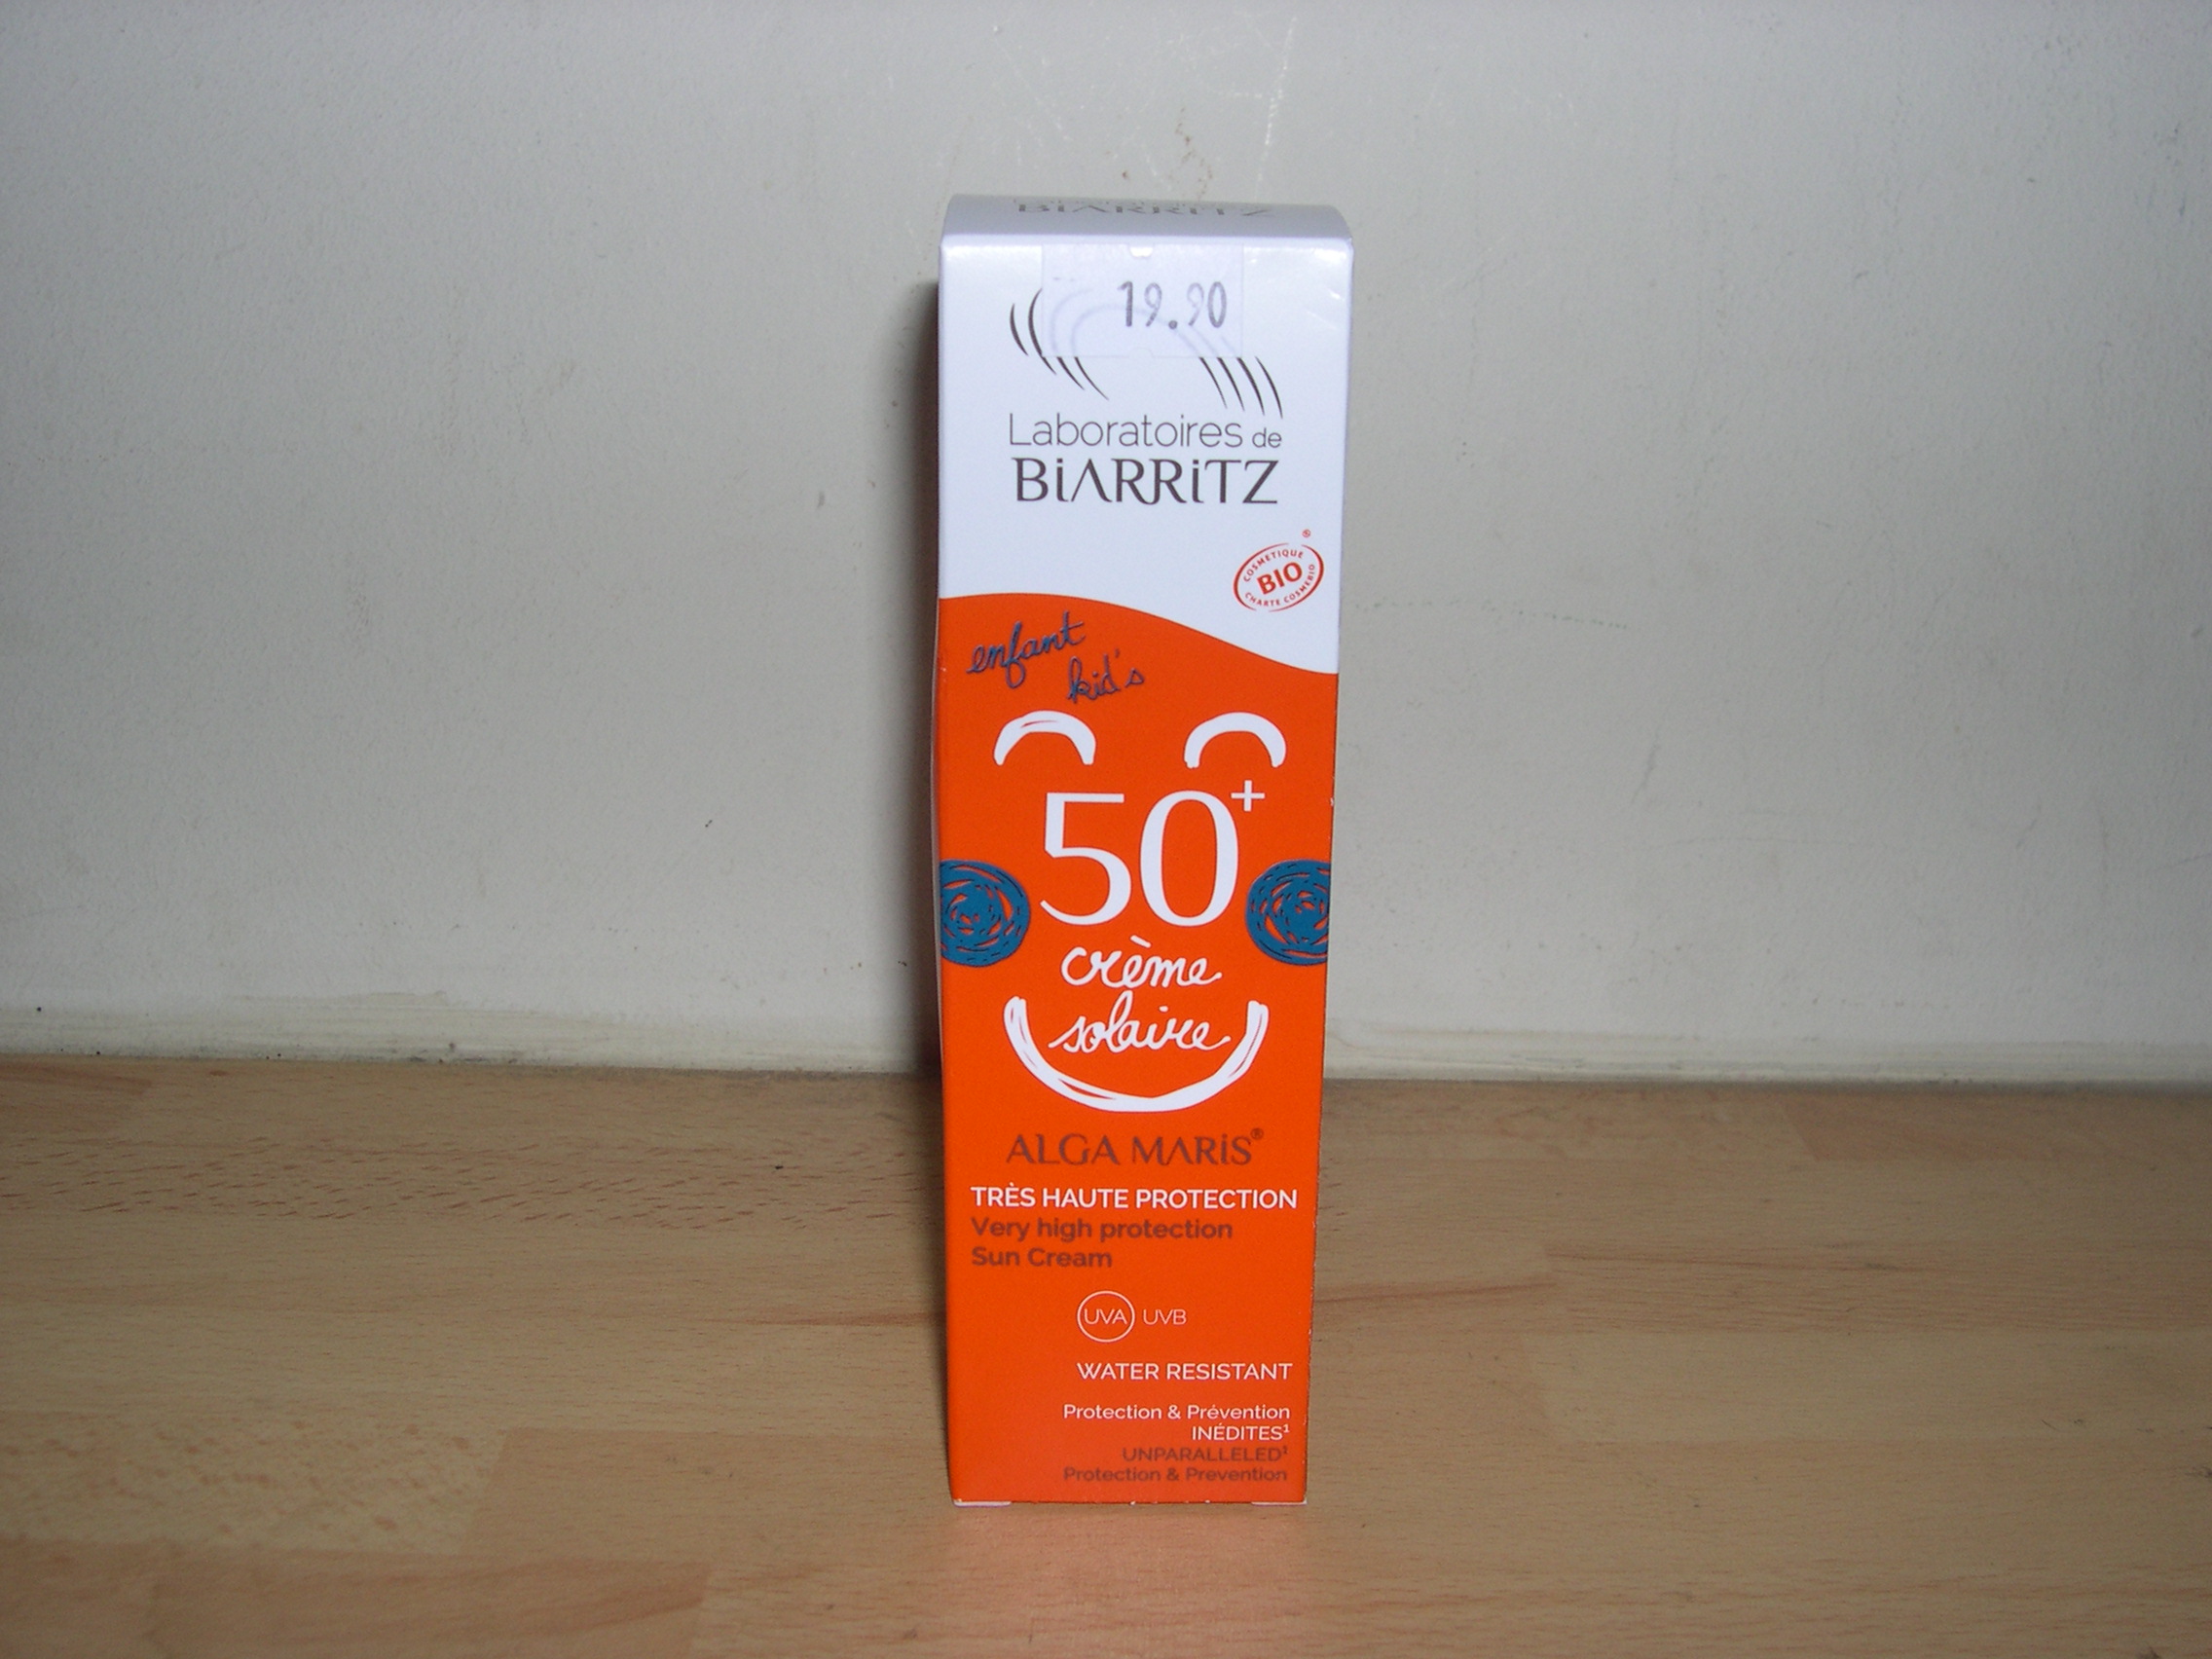 BiARRiTZ
19.90
Laboratoires de
BiARRiTZ
COSMETIQUE
BIO
CHARTE COSMEBIO
®
enfant
kid's
50+
crème
solaire
ALGA MARiS®
TRÈS HAUTE PROTECTION
Very high protection
Sun Cream
UVA UVB
WATER RESISTANT
Protection & Prévention
INÉDITES¹
UNPARALLELED¹
Protection & Prevention